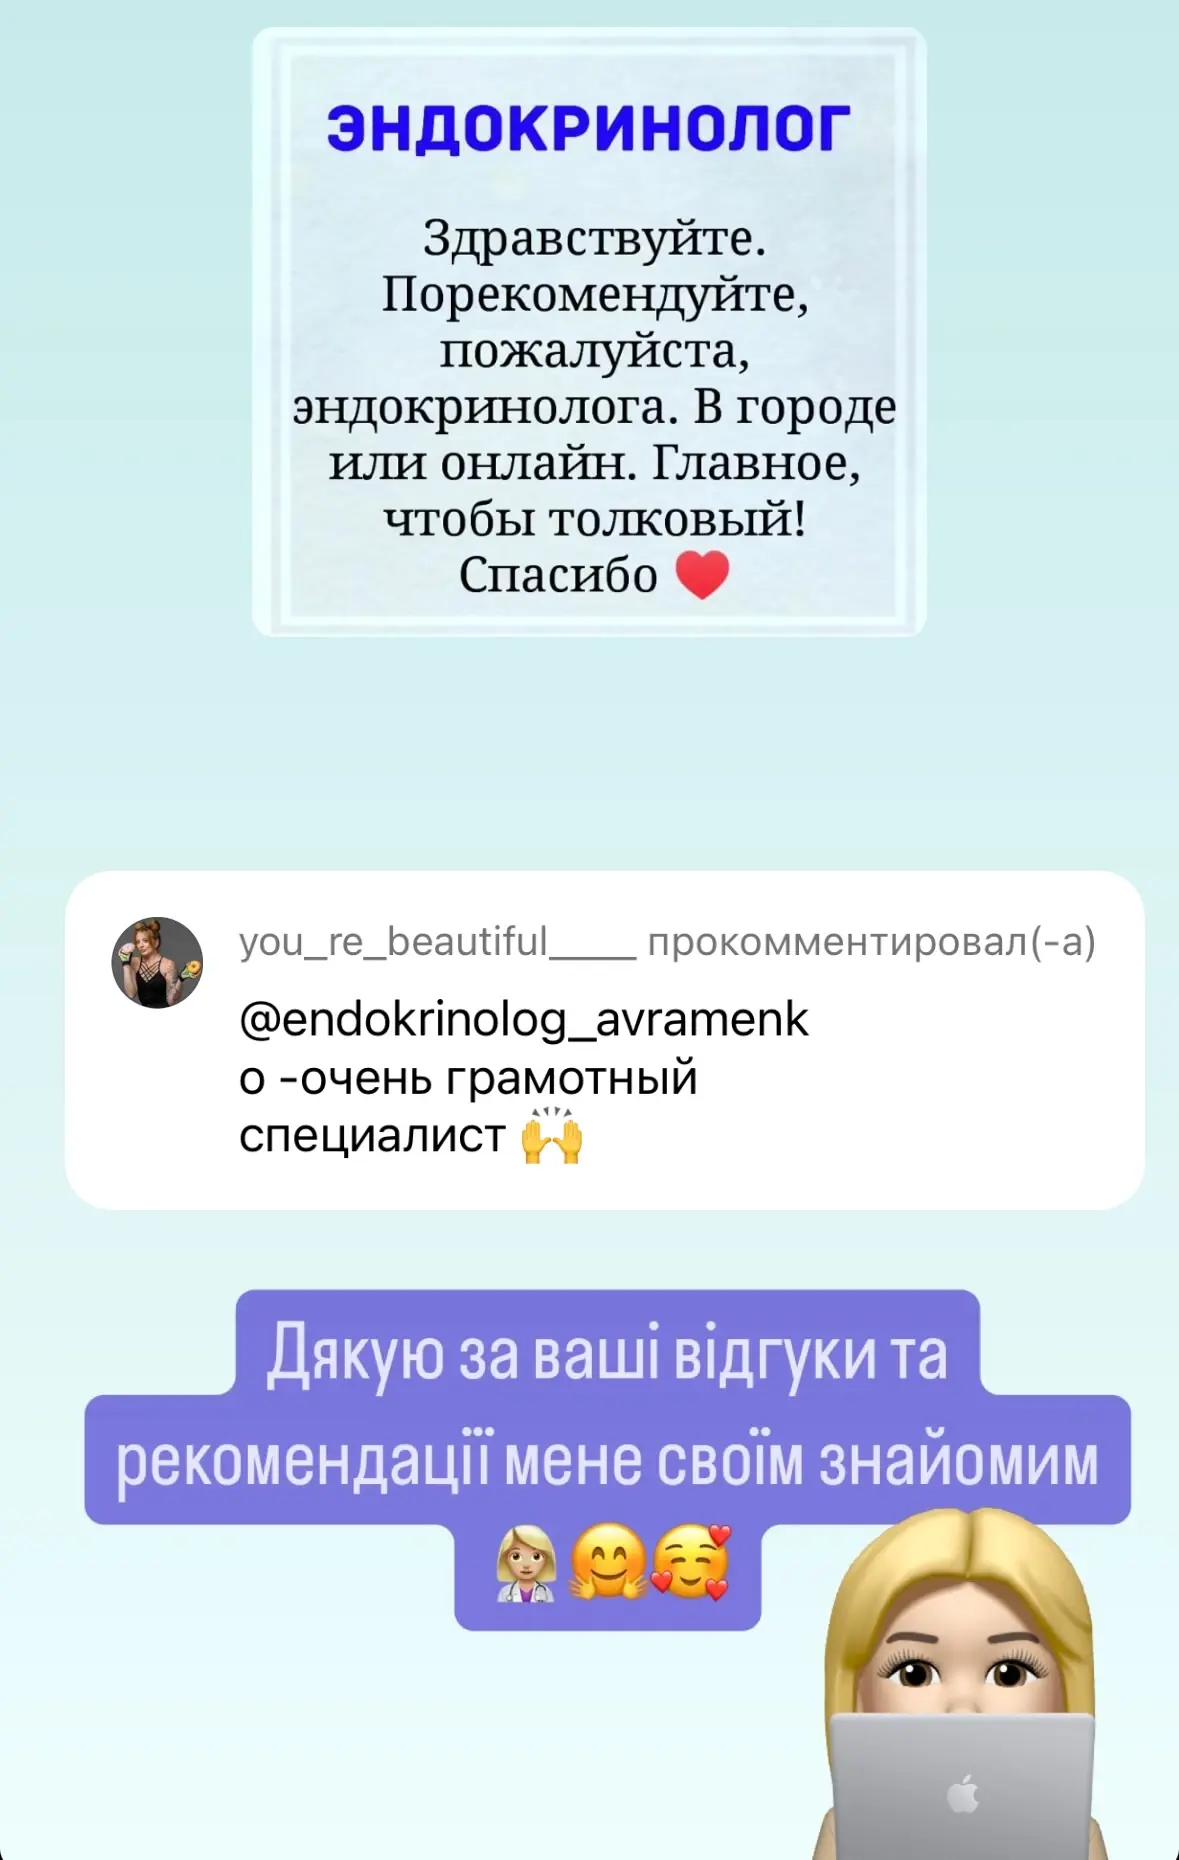 ЭНДОКРИНОЛОГ
Здравствуйте.
Порекомендуйте,
пожалуйста,
эндокринолога. В городе
или онлайн. Главное,
чтобы толковый!
Спасибо ❤️
you_re_beautiful____ прокомментировал(-а)
@endokrinolog_avramenk
o -очень грамотный
специалист 🙌
Дякую за ваші відгуки та
рекомендації мене своїм знайомим
👩🏼‍⚕️🤗🥰